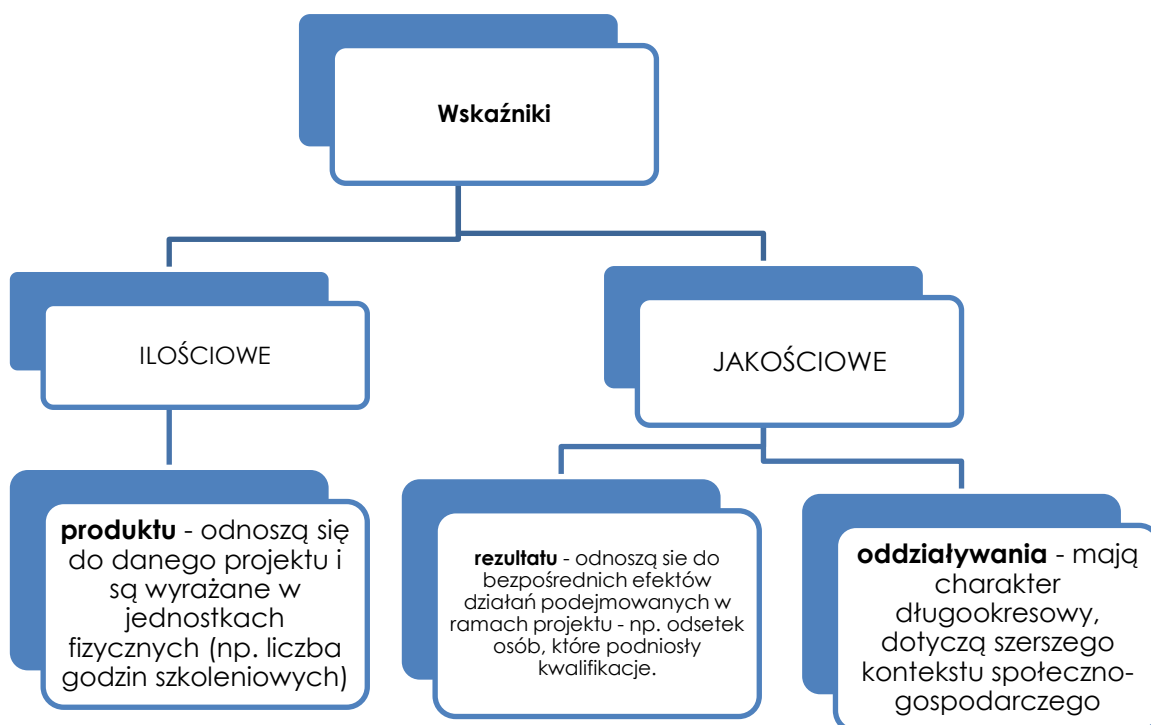 Wskaźniki
ILOŚCIOWE
JAKOŚCIOWE
produktu - odnoszą się
do danego projektu i
są wyrażane w
jednostkach
fizycznych (np. liczba
godzin szkoleniowych)
rezultatu - odnoszą sie do
bezpośrednich efektów
działań podejmowanych w
ramach projektu - np. odsetek
osób, które podniosły
kwalifikacje.
oddziaływania - mają
charakter
długookresowy,
dotyczą szerszego
kontekstu społeczno-
gospodarczego